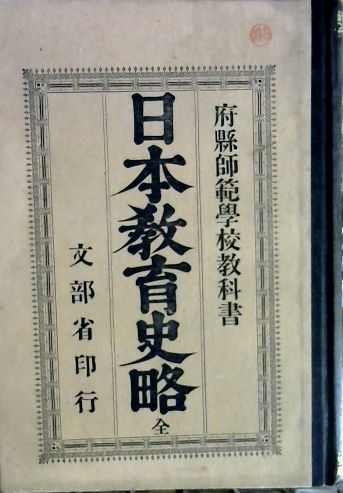 府縣師範學校教科書
日本教育史略 全
文部省印行